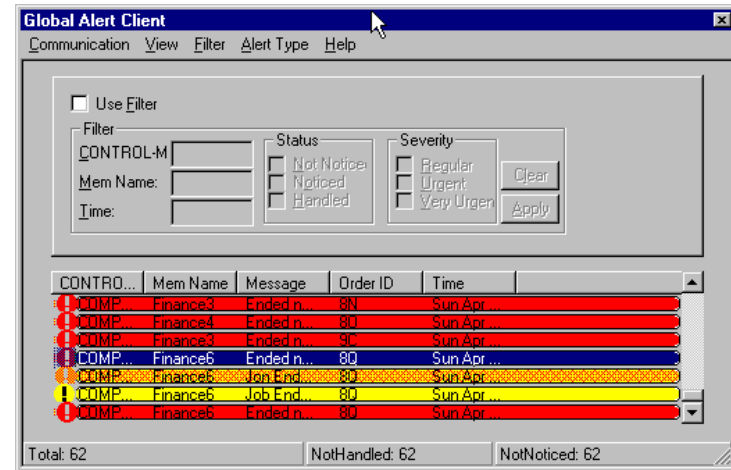 Global Alert Client
Communication View Filter Alert Type Help
Use Filter
Filter
CONTROL-M
Mem Name:
Time:
Status
Not Notice
Noticed
Handled
Severity
Regular
Urgent
Very Urgen
Clear
Apply
CONTRO... Mem Name Message Order ID Time
COMP... Finance3 Ended n... 8N Sun Apr ...
COMP... Finance4 Ended n... 8O Sun Apr ...
COMP... Finance3 Ended n... 9C Sun Apr ...
COMP... Finance6 Ended n... 8Q Sun Apr ...
COMP... Finance6 Jon End... 8Q Sun Apr ...
COMP... Finance6 Job End... 8Q Sun Apr ...
COMP... Finance6 Ended n... 8Q Sun Apr ...
Total: 62 NotHandled: 62 NotNoticed: 62